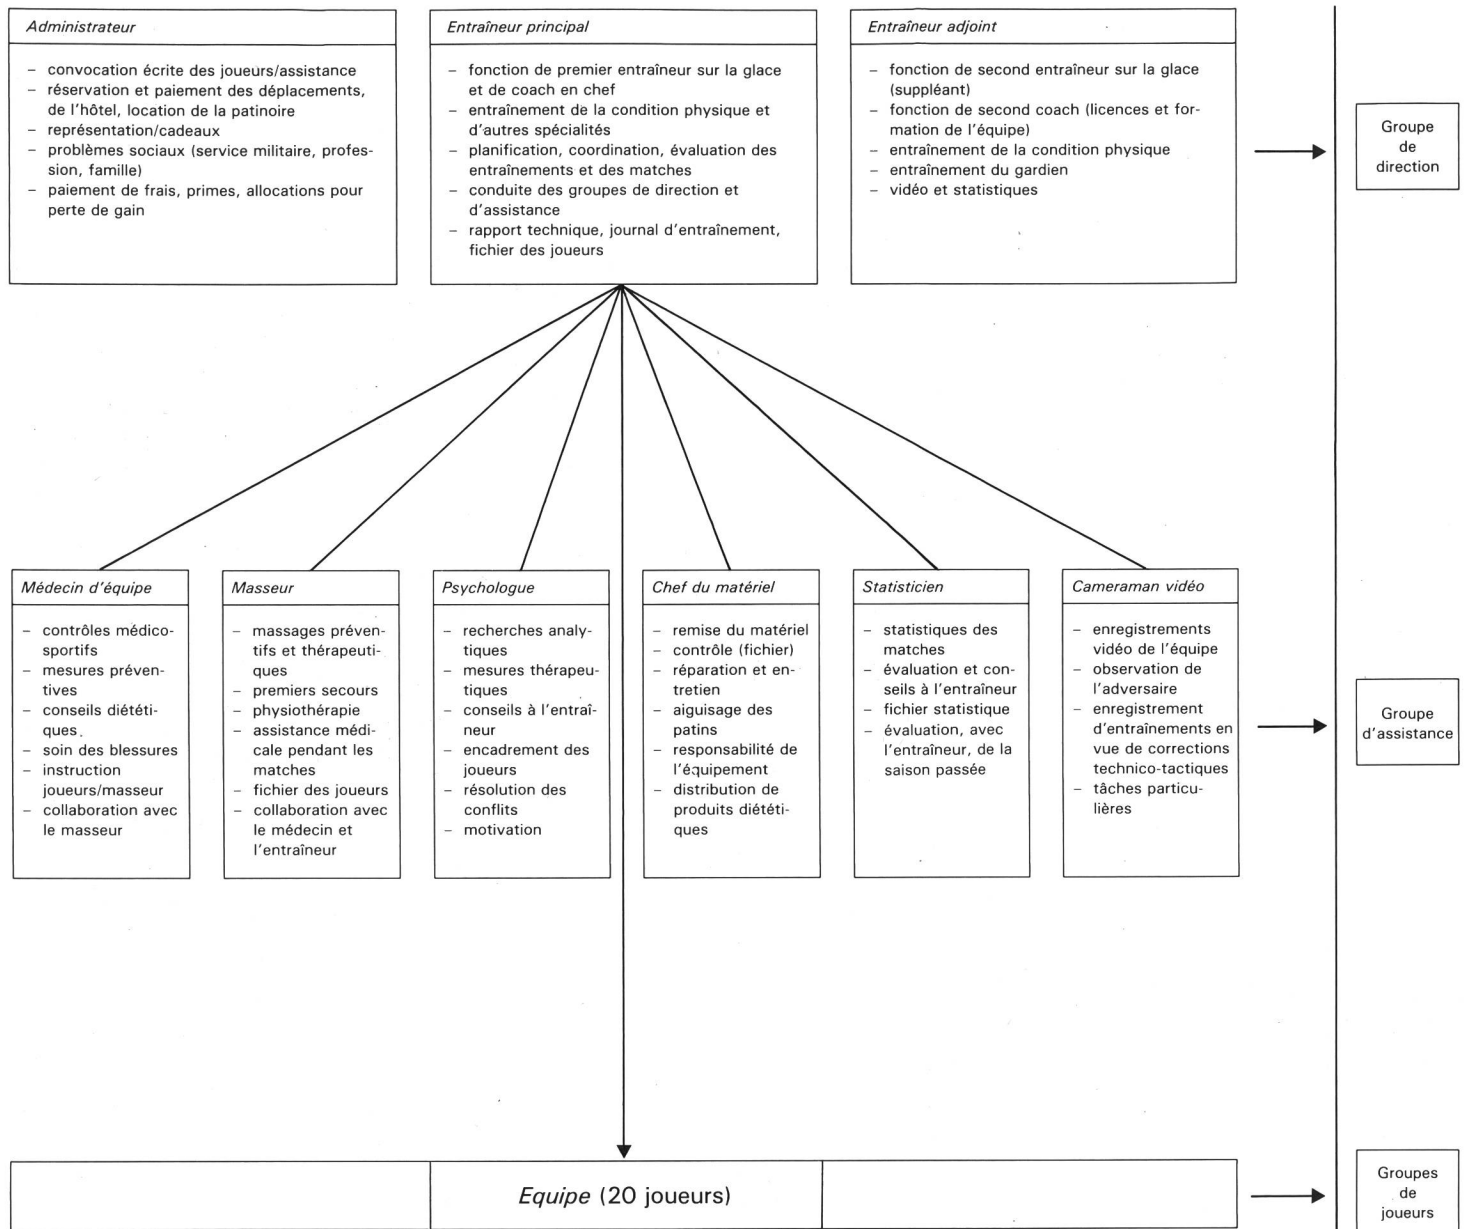 Administrateur
– convocation écrite des joueurs/assistance
– réservation et paiement des déplacements,
de l'hôtel, location de la patinoire
– représentation/cadeaux
– problèmes sociaux (service militaire, profes-
sion, famille)
– paiement de frais, primes, allocations pour
perte de gain
Entraîneur principal
– fonction de premier entraîneur sur la glace
et de coach en chef
– entraînement de la condition physique et
d'autres spécialités
– planification, coordination, évaluation des
entraînements et des matches
– conduite des groupes de direction et
d'assistance
– rapport technique, journal d'entraînement,
fichier des joueurs
Entraîneur adjoint
– fonction de second entraîneur sur la glace
(suppléant)
– fonction de second coach (licences et for-
mation de l'équipe)
– entraînement de la condition physique
– entraînement du gardien
– vidéo et statistiques
Groupe
de
direction
Médecin d'équipe
– contrôles médico-
sportifs
– mesures préven-
tives
– conseils diététi-
ques
– soin des blessures
– instruction
joueurs/masseur
– collaboration avec
le masseur
Masseur
– massages préven-
tifs et thérapeuti-
ques
– premiers secours
– physiothérapie
– assistance médi-
cale pendant les
matches
– fichier des joueurs
– collaboration avec
le médecin et
l'entraîneur
Psychologue
– recherches analy-
tiques
– mesures thérapeu-
tiques
– conseils à l'entraî-
neur
– encadrement des
joueurs
– résolution des
conflits
– motivation
Chef du matériel
– remise du matériel
– contrôle (fichier)
– réparation et en-
tretien
– aiguisage des
patins
– responsabilité de
l'équipement
– distribution de
produits diététi-
ques
Statisticien
– statistiques des
matches
– évaluation et con-
seils à l'entraîneur
– fichier statistique
– évaluation, avec
l'entraîneur, de la
saison passée
Cameraman vidéo
– enregistrements
vidéo de l'équipe
– observation de
l'adversaire
– enregistrement
d'entraînements en
vue de corrections
technico-tactiques
– tâches particu-
lières
Groupe
d'assistance
Equipe (20 joueurs)
Groupes
de
joueurs